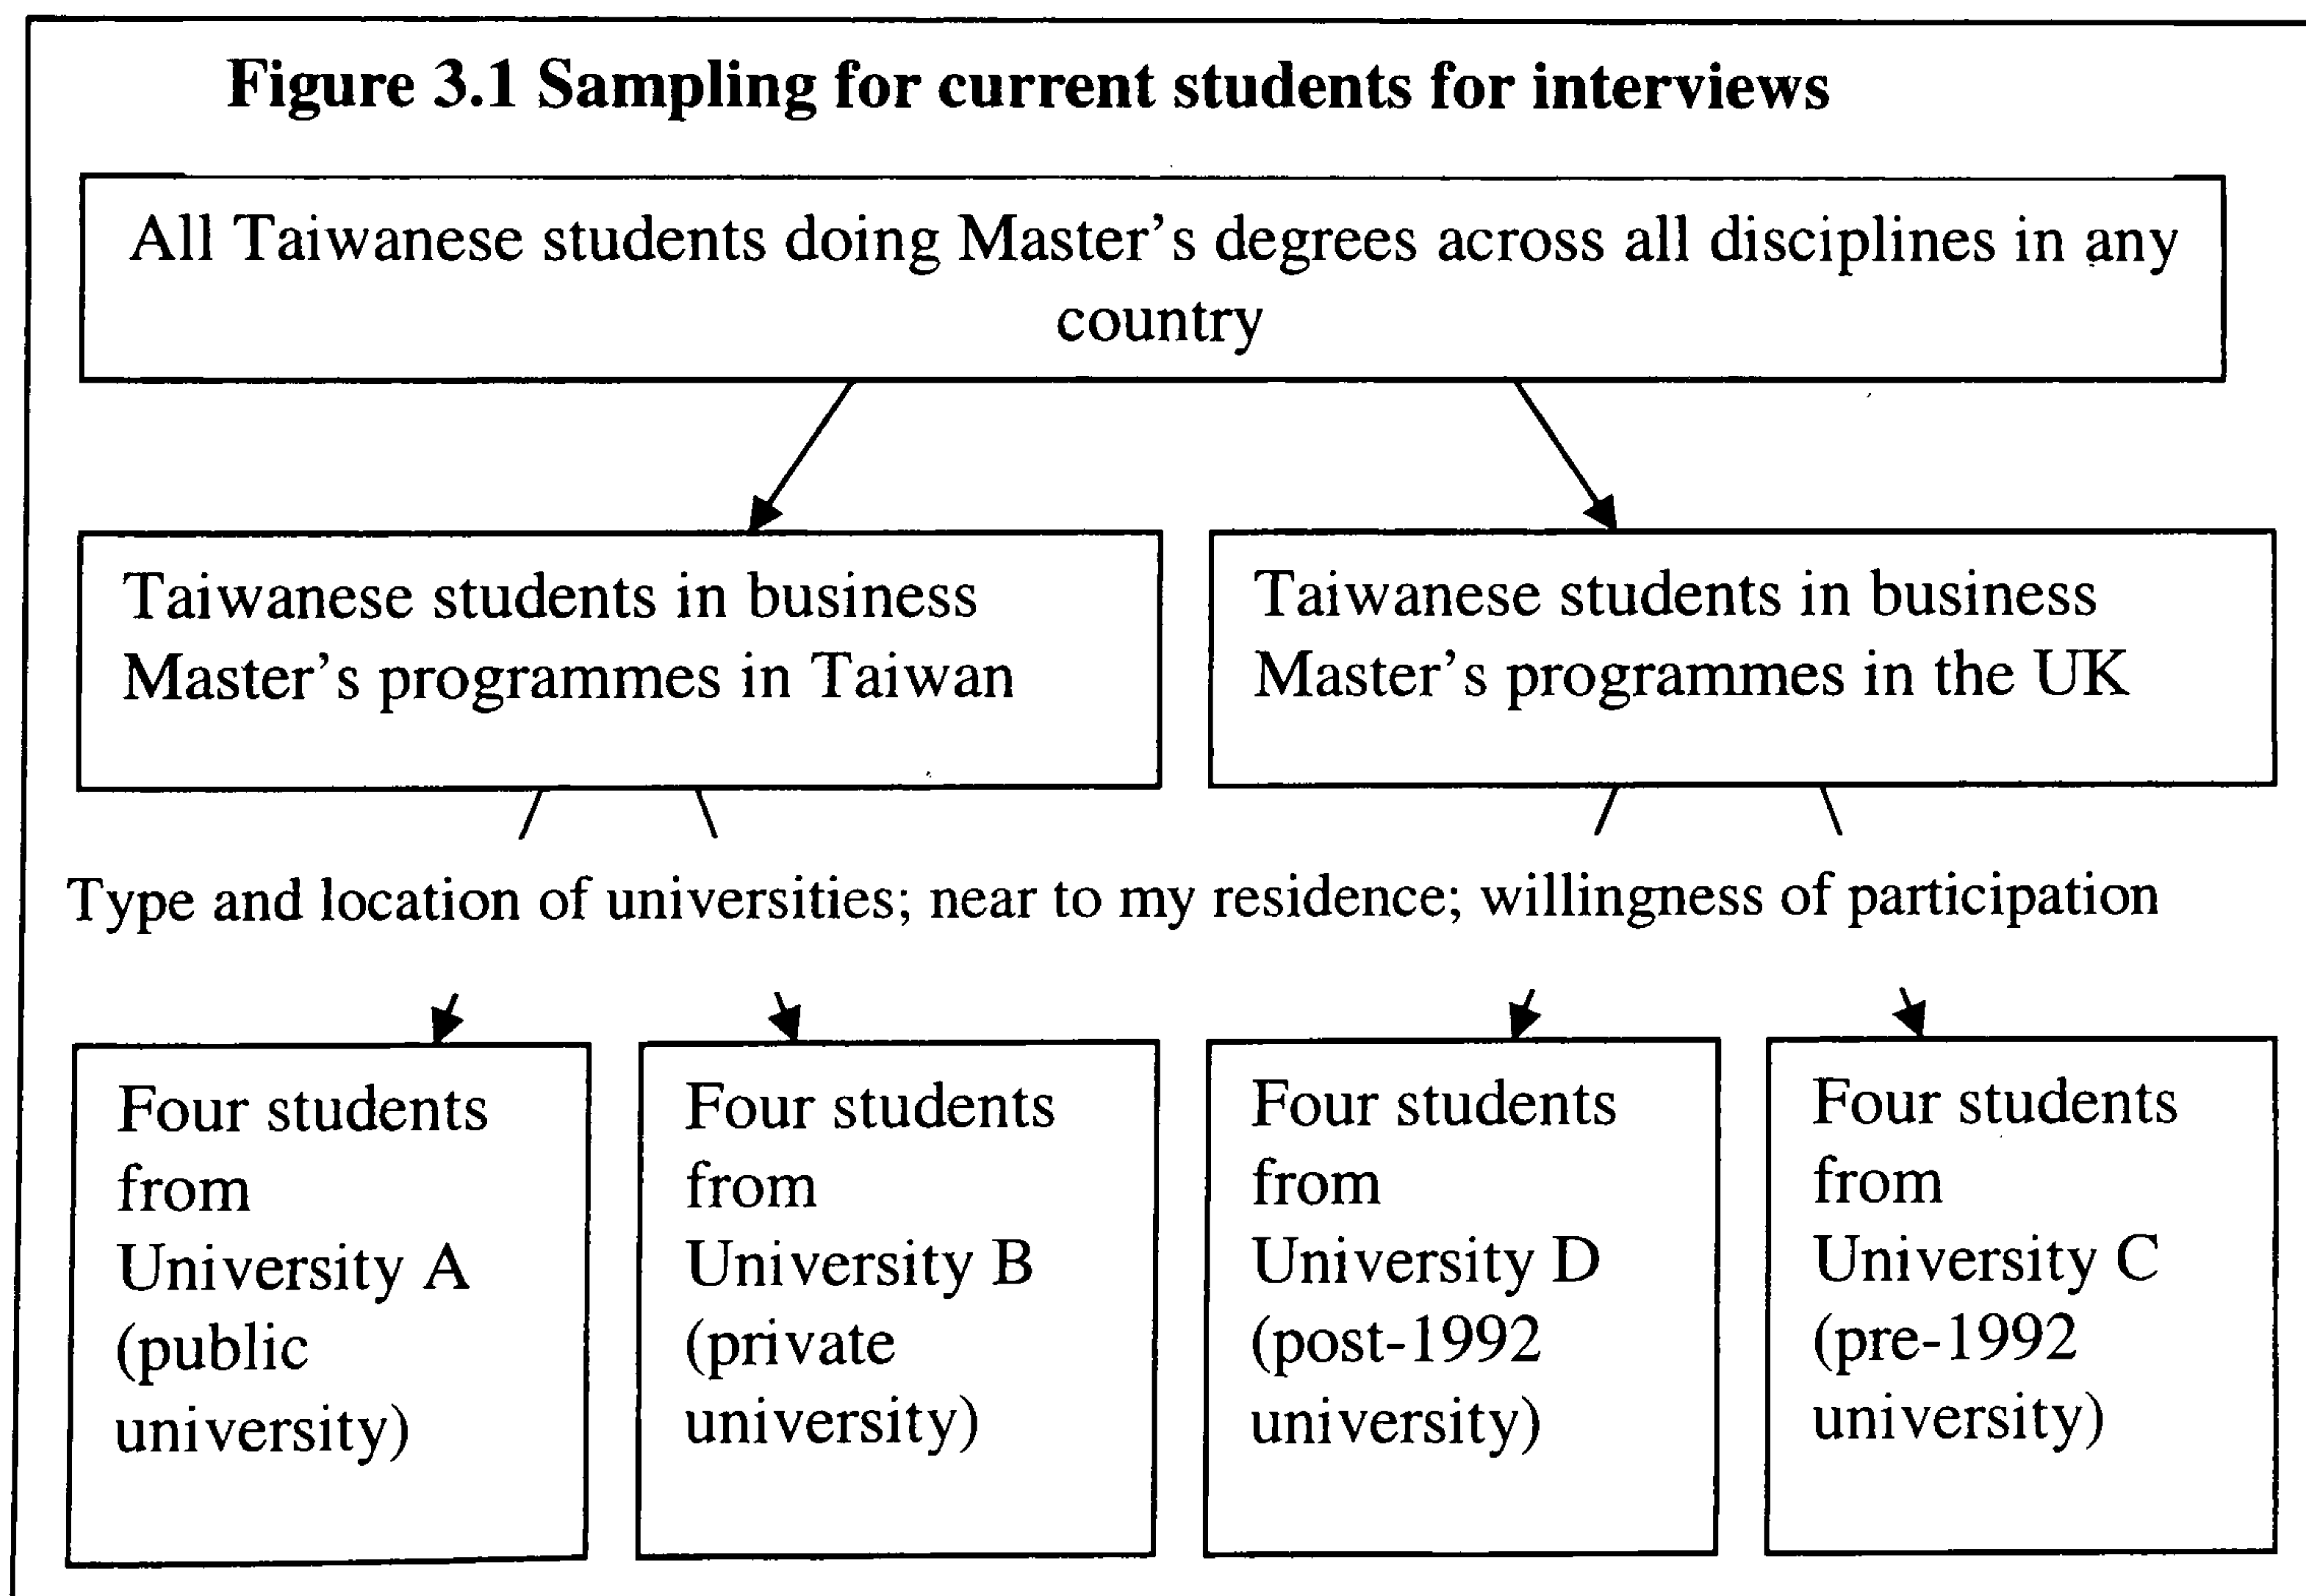 Figure 3.1 Sampling for current students for interviews
All Taiwanese students doing Master's degrees across all disciplines in any
country
Taiwanese students in business
Master's programmes in Taiwan
Taiwanese students in business
Master's programmes in the UK
Type and location of universities; near to my residence; willingness of participation
Four students
from
University A
(public
university)
Four students
from
University B
(private
university)
Four students
from
University D
(post-1992
university)
Four students
from
University C
(pre-1992
university)